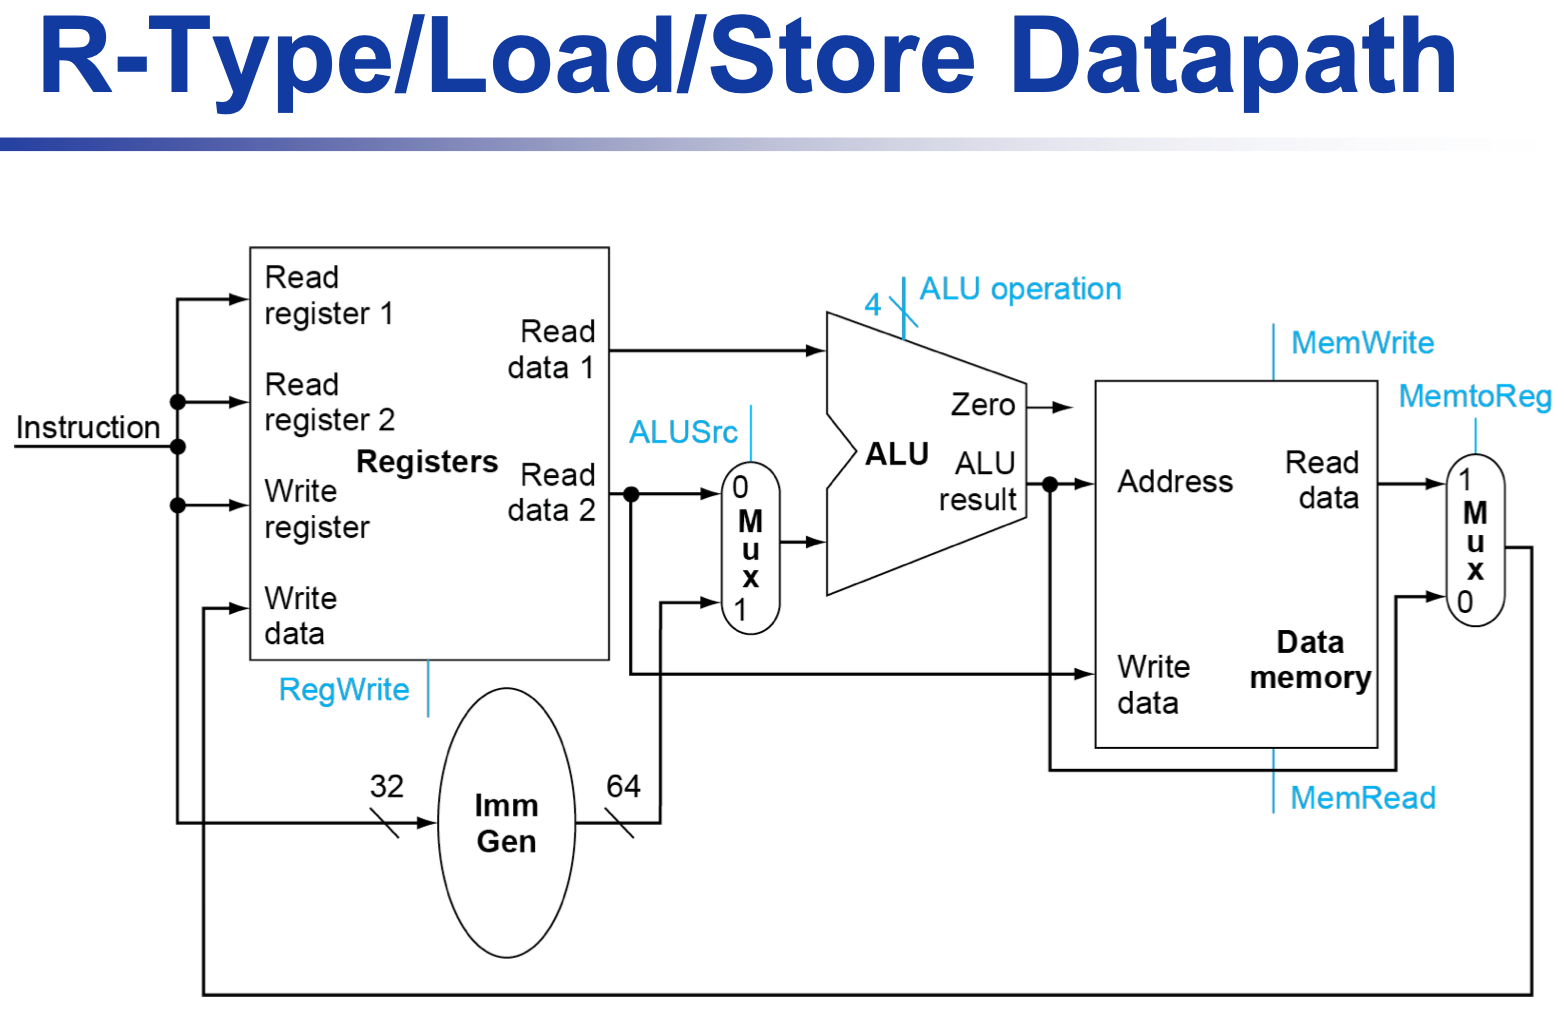 R-Type/Load/Store Datapath
Instruction
Read
register 1
Read
register 2
Write
register
Write
data
Registers
Read
data 1
Read
data 2
RegWrite
32
Imm
Gen
64
ALUSrc
0
M
u
x
1
4
ALU operation
ALU
Zero
ALU
result
MemWrite
Address
Write
data
Read
data
Data
memory
MemRead
MemtoReg
1
M
u
x
0